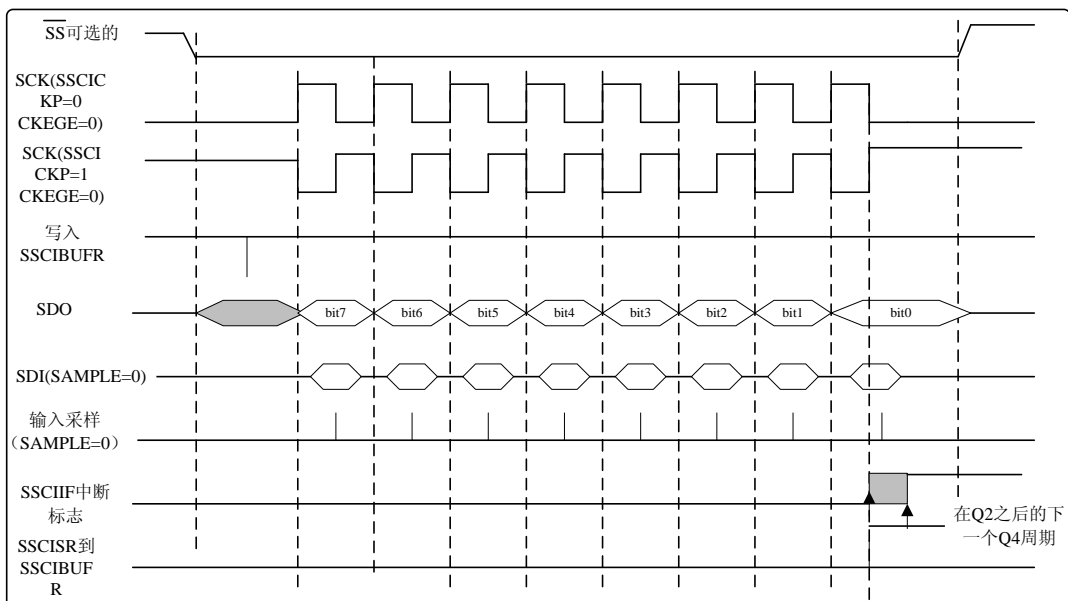 SS可选的
SCK(SSCIC
KP=0
CKEGE=0)
SCK(SSCI
CKP=1
CKEGE=0)
写入
SSCIBUFR
SDO
bit7
bit6
bit5
bit4
bit3
bit2
bit1
bit0
SDI(SAMPLE=0)
输入采样
（SAMPLE=0）
SSCIIF中断
标志
在Q2之后的下
一个Q4周期
SSCISR到
SSCIBUF
R